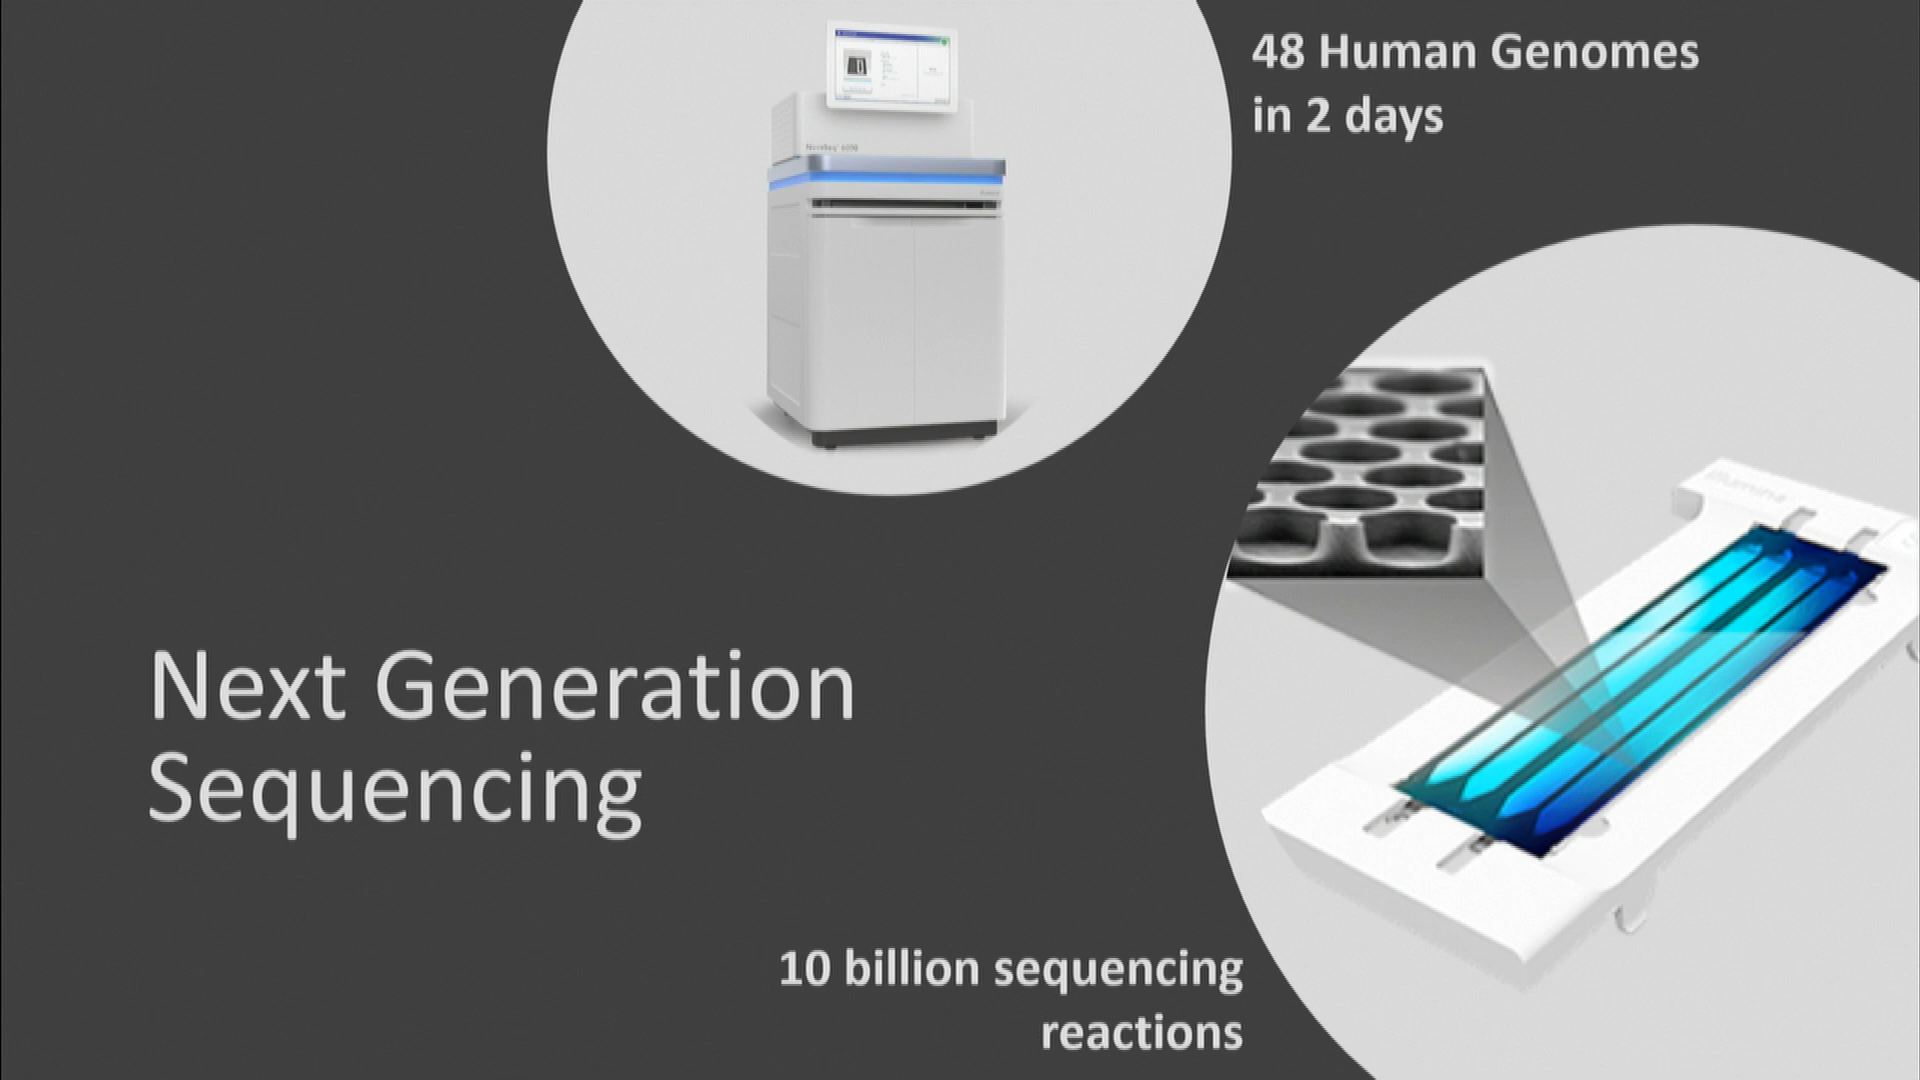 48 Human Genomes
in 2 days
Next Generation
Sequencing
10 billion sequencing
reactions